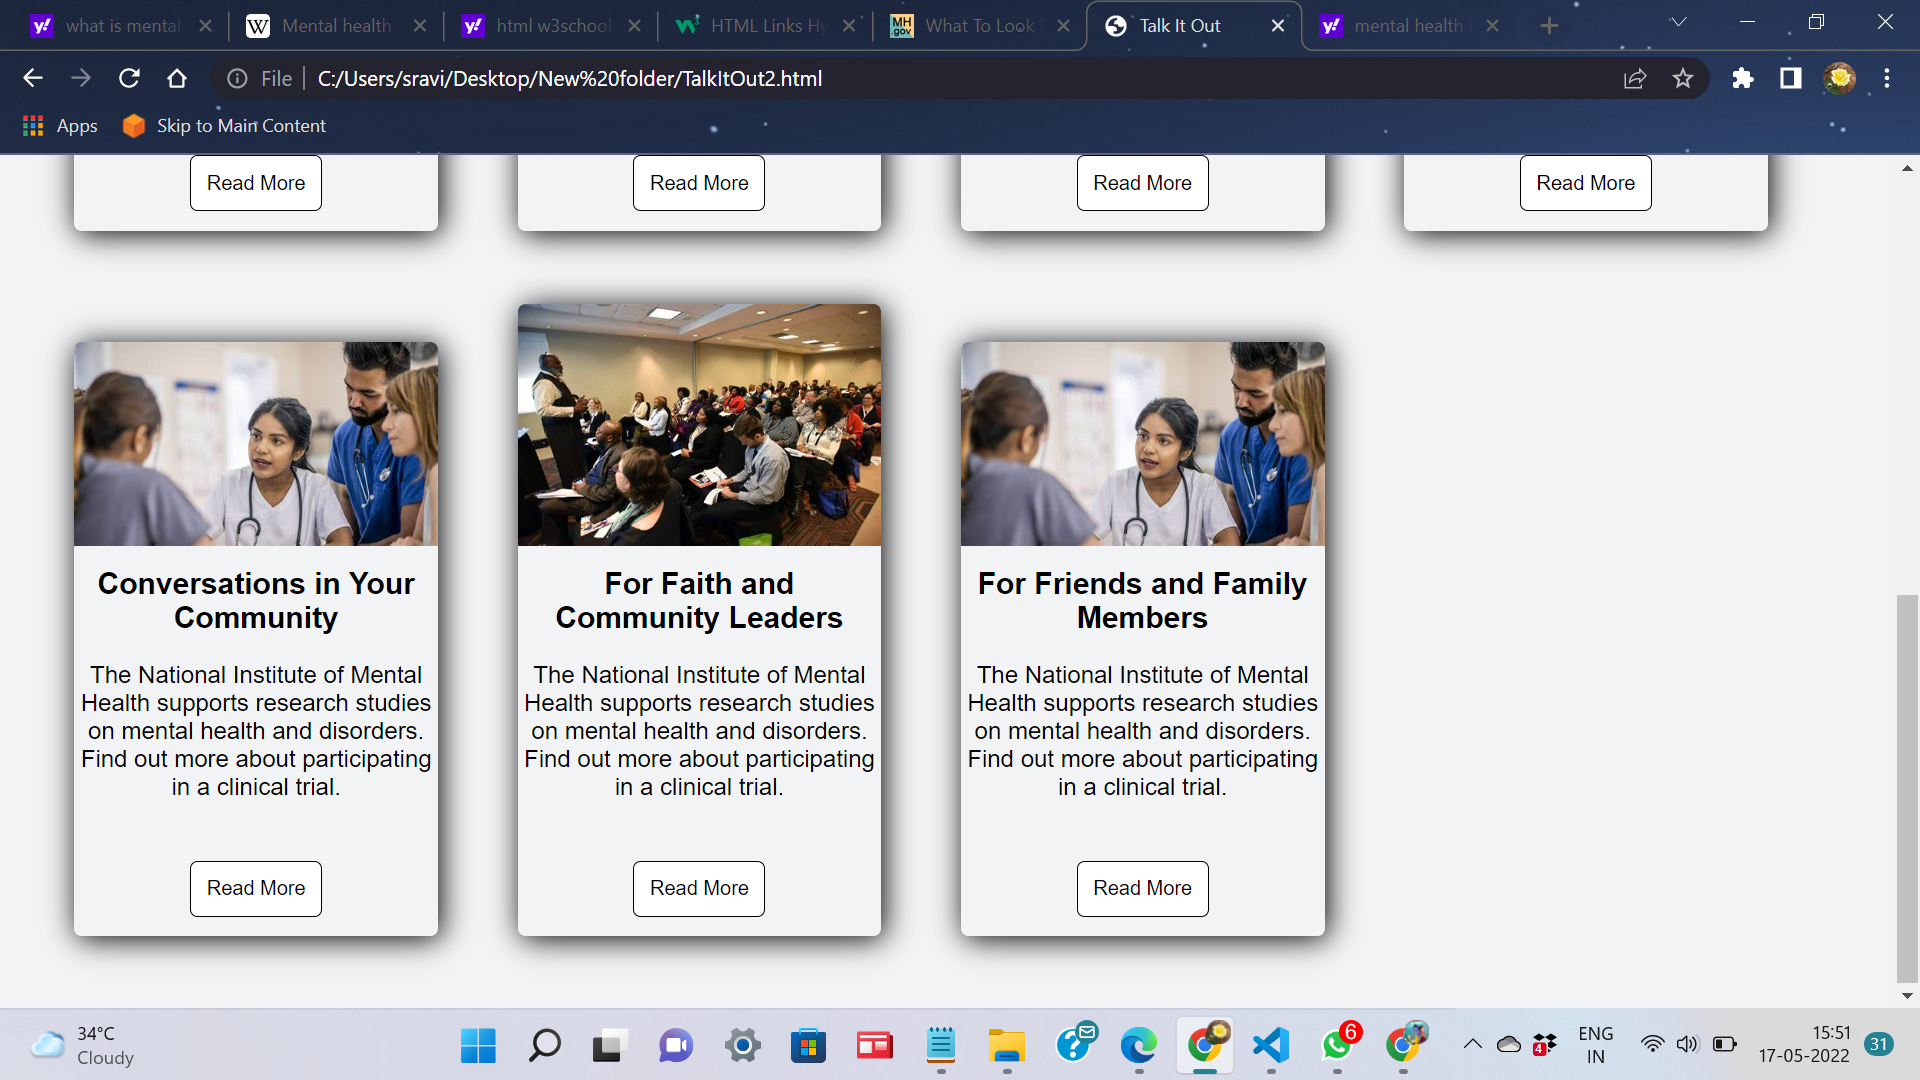 what is mental
Mental health
html w3school
HTML Links Hy
What To Look
Talk It Out
mental health
File
C:/Users/sravi/Desktop/New%20folder/TalkItOut2.html
Apps
Skip to Main Content
Read More
Read More
Read More
Read More
Conversations in Your
Community
The National Institute of Mental
Health supports research studies
on mental health and disorders.
Find out more about participating
in a clinical trial.
Read More
For Faith and
Community Leaders
The National Institute of Mental
Health supports research studies
on mental health and disorders.
Find out more about participating
in a clinical trial.
Read More
For Friends and Family
Members
The National Institute of Mental
Health supports research studies
on mental health and disorders.
Find out more about participating
in a clinical trial.
Read More
34°C
Cloudy
6
4
ENG
IN
15:51
17-05-2022
31